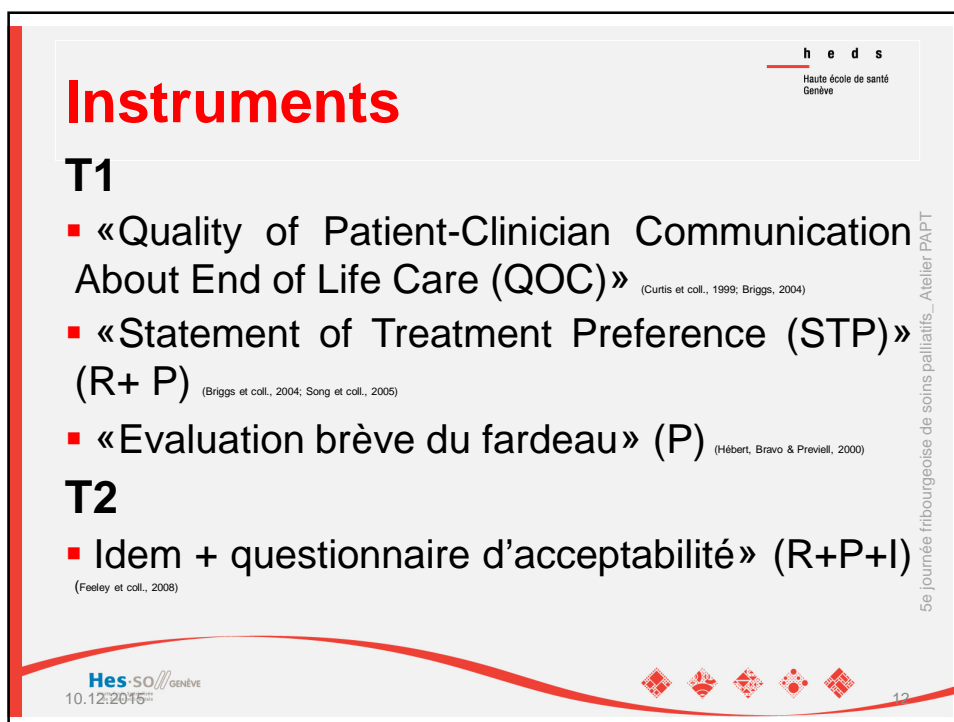 h e d s
Haute école de santé
Genève
Instruments
T1
▪ «Quality of Patient-Clinician Communication
About End of Life Care (QOC)» (Curtis et coll., 1999; Briggs, 2004)
▪ «Statement of Treatment Preference (STP)»
(R+ P) (Briggs et coll., 2004; Song et coll., 2005)
▪ «Evaluation brève du fardeau» (P) (Hébert, Bravo & Previell, 2000)
T2
▪ Idem + questionnaire d'acceptabilité» (R+P+I)
(Feeley et coll., 2008)
5e journée fribourgeoise de soins palliatifs_ Atelier PAPT
Hes·so//GENÈVE
10.12.2015
12